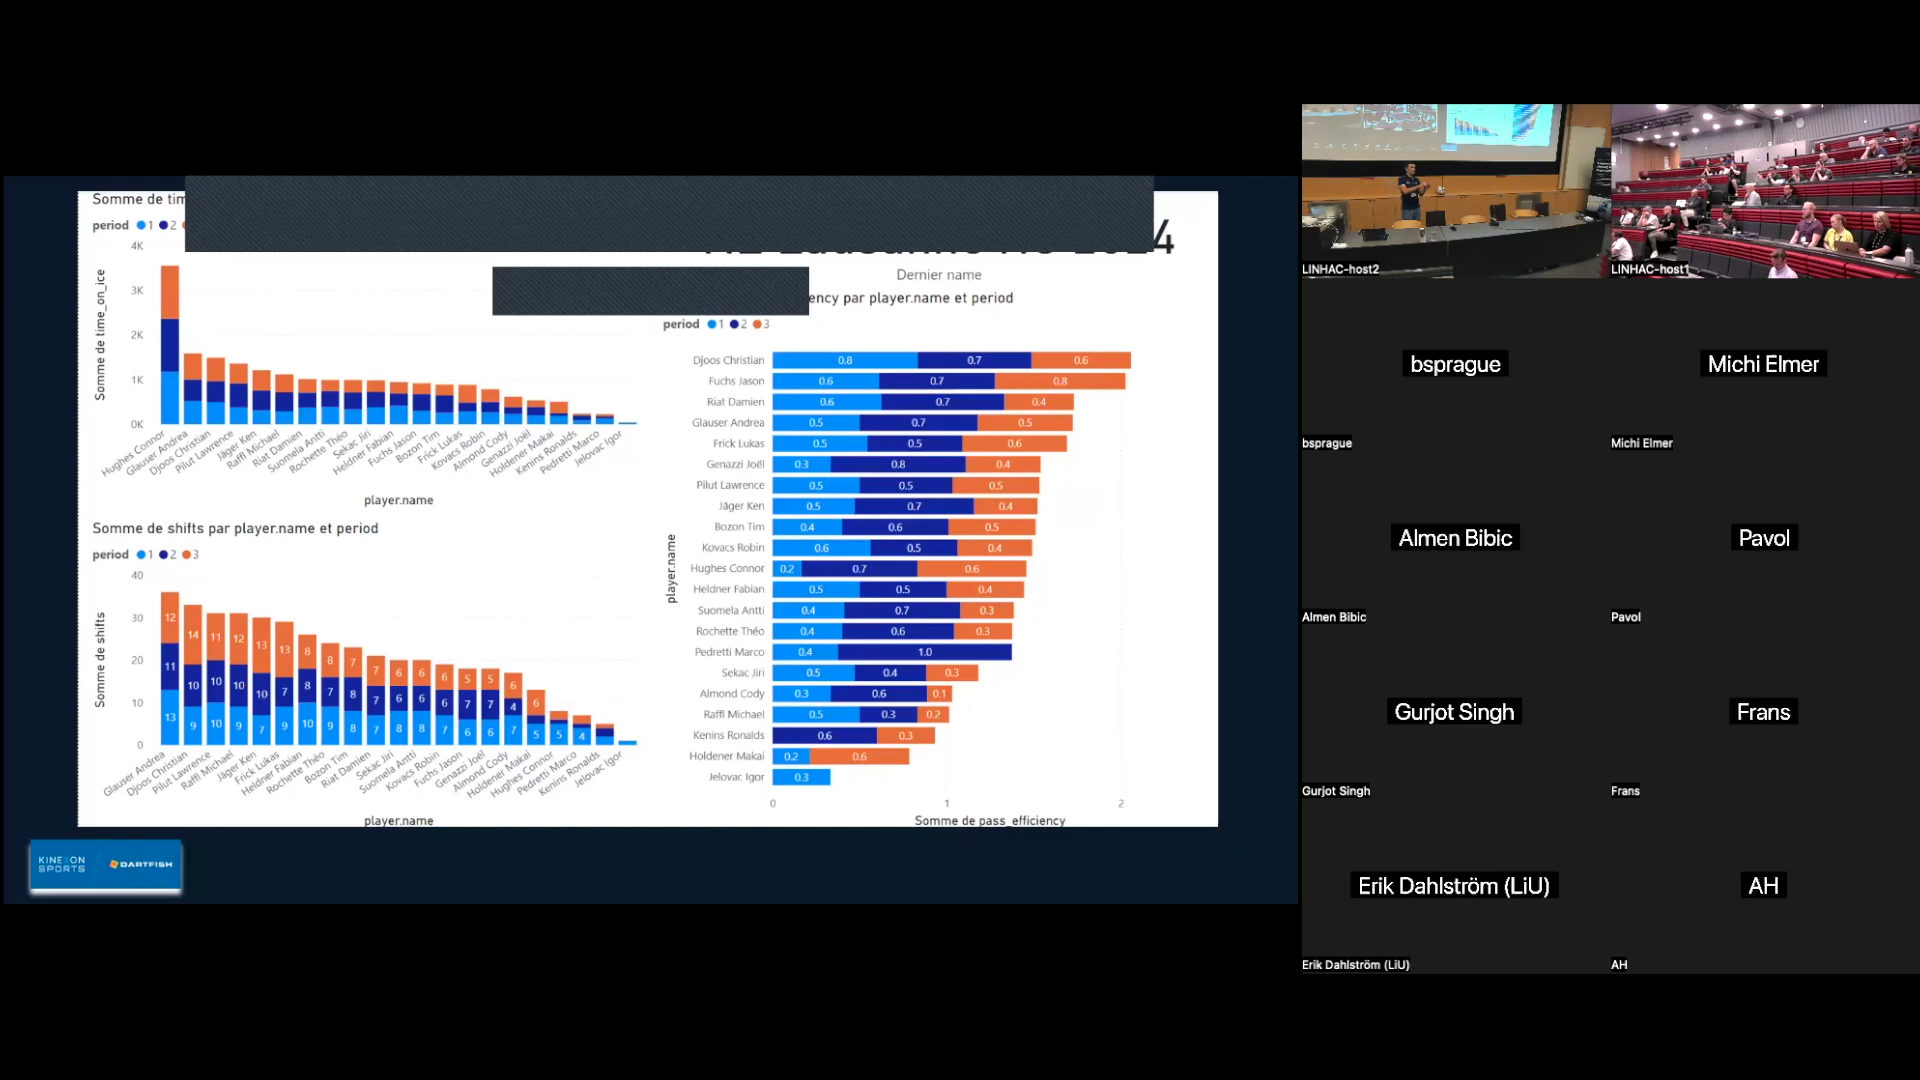 Somme de tim
period 1 2
4K
3K
2K
1K
0K
Somme de time_on_ice
Hughes Connor
Glauser Andrea
Djoos Christian
Pilut Lawrence
Jäger Ken
Raffl Michael
Riat Damien
Suomela Antti
Rochette Théo
Sekac Jiri
Heldner Fabian
Fuchs Jason
Bozon Tim
Frick Lukas
Kovacs Robin
Almond Cody
Genazzi Joël
Holdener Makai
Kenins Ronalds
Pedretti Marco
Jelovac Igor
player.name
Somme de shifts par player.name et period
period 1 2 3
40
30
20
10
0
Somme de shifts
12 14 11 12 13 13 8 8 7 7 6 6 6 5 5 6 6
11 10 10 10 10 7 8 7 8 7 6 6 6 7 7 4
13 9 10 9 7 9 10 9 8 7 8 8 7 6 6 7 5 5 4
Glauser Andrea
Djoos Christian
Pilut Lawrence
Raffl Michael
Jäger Ken
Frick Lukas
Heldner Fabian
Rochette Théo
Bozon Tim
Riat Damien
Sekac Jiri
Suomela Antti
Kovacs Robin
Fuchs Jason
Genazzi Joël
Almond Cody
Holdener Makai
Hughes Connor
Pedretti Marco
Kenins Ronalds
Jelovac Igor
player.name
4
Dernier name
ency par player.name et period
period 1 2 3
player.name
Djoos Christian 0.8 0.7 0.6
Fuchs Jason 0.6 0.7 0.8
Riat Damien 0.6 0.7 0.4
Glauser Andrea 0.5 0.7 0.5
Frick Lukas 0.5 0.5 0.6
Genazzi Joël 0.3 0.8 0.4
Pilut Lawrence 0.5 0.5 0.5
Jäger Ken 0.5 0.7 0.4
Bozon Tim 0.4 0.6 0.5
Kovacs Robin 0.6 0.5 0.4
Hughes Connor 0.2 0.7 0.6
Heldner Fabian 0.5 0.5 0.4
Suomela Antti 0.4 0.7 0.3
Rochette Théo 0.4 0.6 0.3
Pedretti Marco 0.4 1.0
Sekac Jiri 0.5 0.4 0.3
Almond Cody 0.3 0.6 0.1
Raffl Michael 0.5 0.3 0.2
Kenins Ronalds 0.6 0.3
Holdener Makai 0.2 0.6
Jelovac Igor 0.3
0 1 2
Somme de pass_efficiency
KINEXON SPORTS
DARTFISH
LINHAC-host2
LINHAC-host1
bsprague
bsprague
Michi Elmer
Michi Elmer
Almen Bibic
Almen Bibic
Pavol
Pavol
Gurjot Singh
Gurjot Singh
Frans
Frans
Erik Dahlström (LiU)
Erik Dahlström (LiU)
AH
AH